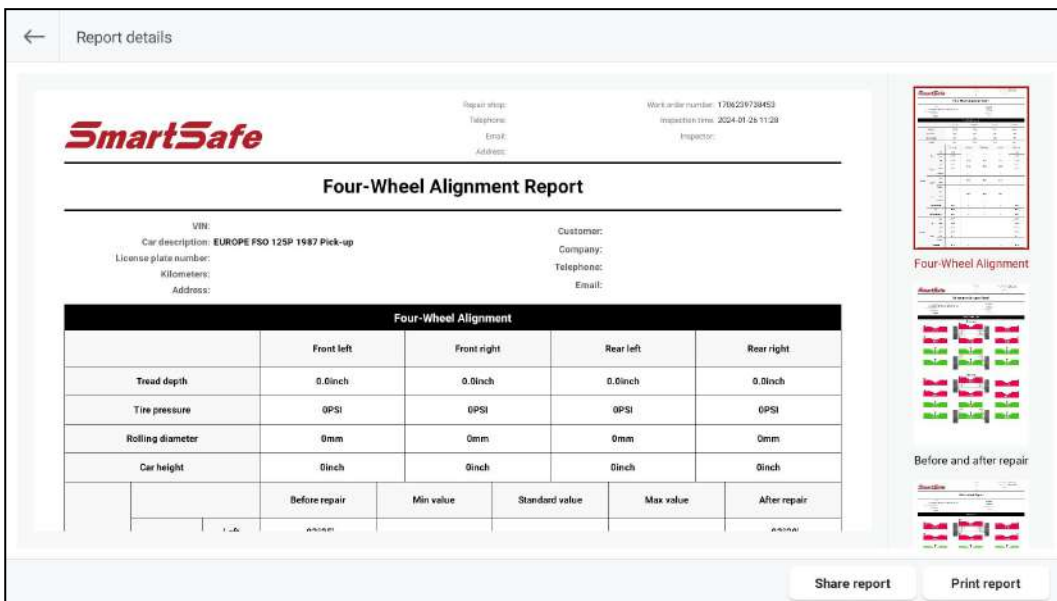 Report details
SmartSafe
Repair shop:
Telephone:
Email:
Address:
Work order number: 1706239738453
Inspection time: 2024-01-26 11:28
Inspector:
Four-Wheel Alignment Report
VIN:
Car description: EUROPE FSO 125P 1987 Pick-up
License plate number:
Kilometers:
Address:
Customer:
Company:
Telephone:
Email:
Four-Wheel Alignment
Front left Front right Rear left Rear right
Tread depth 0.0inch 0.0inch 0.0inch 0.0inch
Tire pressure 0PSI 0PSI 0PSI 0PSI
Rolling diameter 0mm 0mm 0mm 0mm
Car height 0inch 0inch 0inch 0inch
Before repair Min value Standard value Max value After repair
Left
Four-Wheel Alignment
Before and after repair
Share report Print report